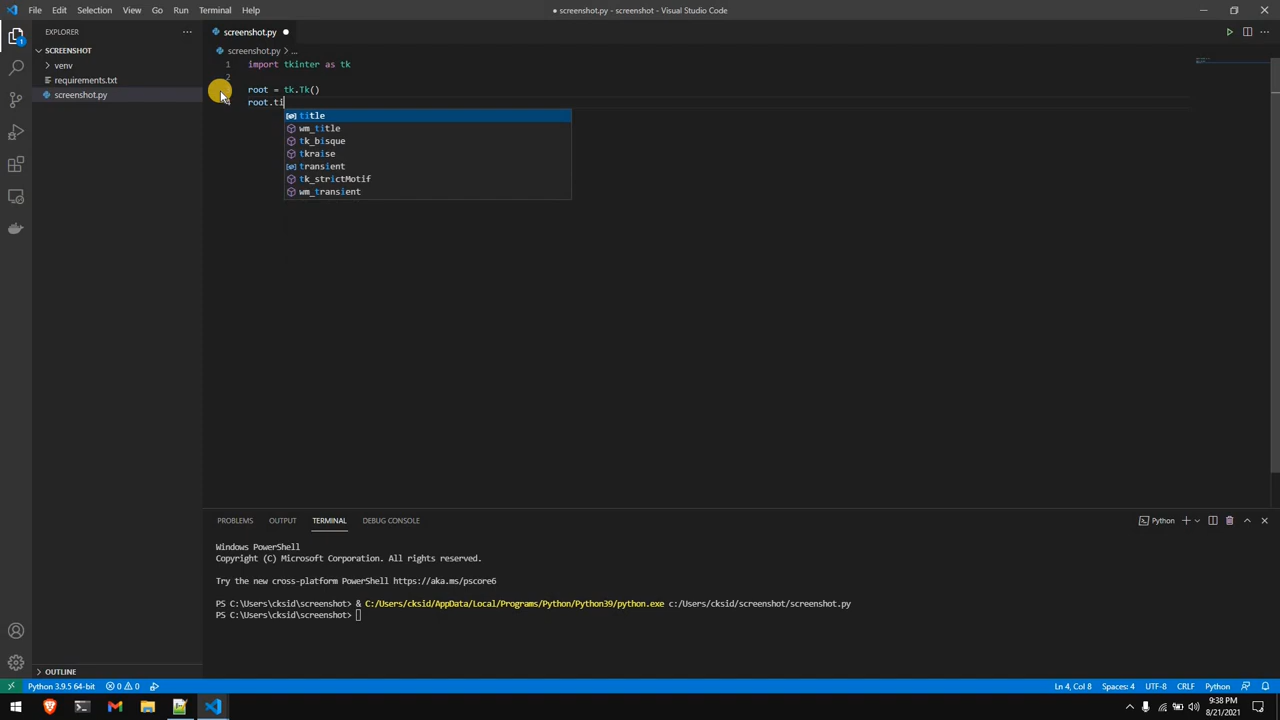 File Edit Selection View Go Run Terminal Help
● screenshot.py - screenshot - Visual Studio Code
EXPLORER
SCREENSHOT
venv
requirements.txt
screenshot.py
1
screenshot.py
screenshot.py > ...
1 import tkinter as tk
2
root = tk.Tk()
4 root.ti
title
wm_title
tk_bisque
tkraise
transient
tk_strictMotif
wm_transient
PROBLEMS OUTPUT TERMINAL DEBUG CONSOLE
Python
Windows PowerShell
Copyright (C) Microsoft Corporation. All rights reserved.
Try the new cross-platform PowerShell https://aka.ms/pscore6
PS C:\Users\cksid\screenshot> & C:/Users/cksid/AppData/Local/Programs/Python/Python39/python.exe c:/Users/cksid/screenshot/screenshot.py
PS C:\Users\cksid\screenshot>
OUTLINE
Python 3.9.5 64-bit 0 0
Ln 4, Col 8 Spaces: 4 UTF-8 CRLF Python
9:38 PM
8/21/2021